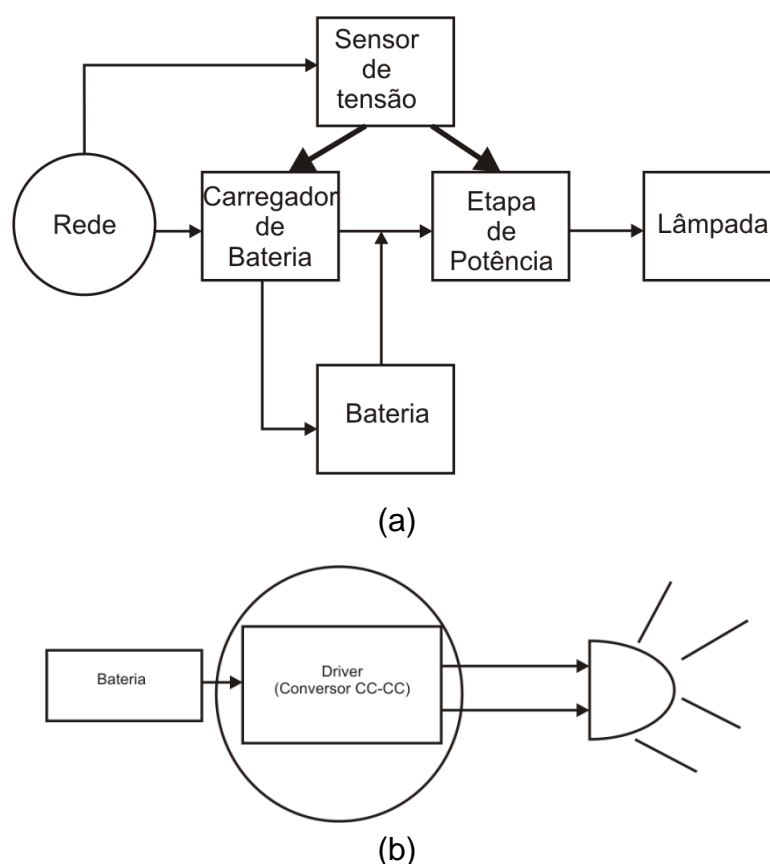 Sensor
de
tensão
Rede
Carregador
de
Bateria
Etapa
de
Potência
Lâmpada
Bateria
(a)
Bateria
Driver
(Conversor CC-CC)
(b)